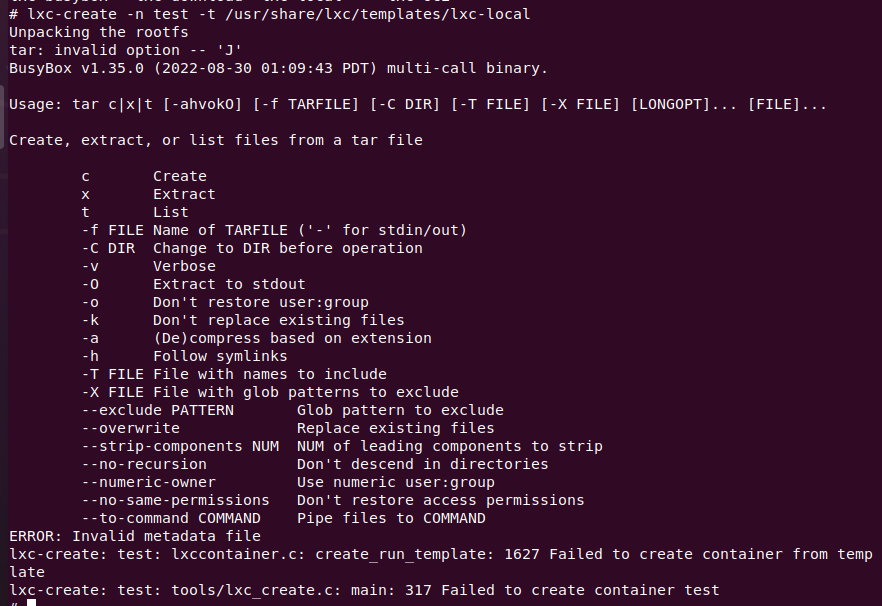 # lxc-create -n test -t /usr/share/lxc/templates/lxc-local
Unpacking the rootfs
tar: invalid option -- 'J'
BusyBox v1.35.0 (2022-08-30 01:09:43 PDT) multi-call binary.
Usage: tar c|x|t [-ahvokO] [-f TARFILE] [-C DIR] [-T FILE] [-X FILE] [LONGOPT]... [FILE]...
Create, extract, or list files from a tar file
c Create
x Extract
t List
-f FILE Name of TARFILE ('-' for stdin/out)
-C DIR Change to DIR before operation
-v Verbose
-O Extract to stdout
-o Don't restore user:group
-k Don't replace existing files
-a (De)compress based on extension
-h Follow symlinks
-T FILE File with names to include
-X FILE File with glob patterns to exclude
--exclude PATTERN Glob pattern to exclude
--overwrite Replace existing files
--strip-components NUM NUM of leading components to strip
--no-recursion Don't descend in directories
--numeric-owner Use numeric user:group
--no-same-permissions Don't restore access permissions
--to-command COMMAND Pipe files to COMMAND
ERROR: Invalid metadata file
lxc-create: test: lxccontainer.c: create_run_template: 1627 Failed to create container from temp
late
lxc-create: test: tools/lxc_create.c: main: 317 Failed to create container test
#